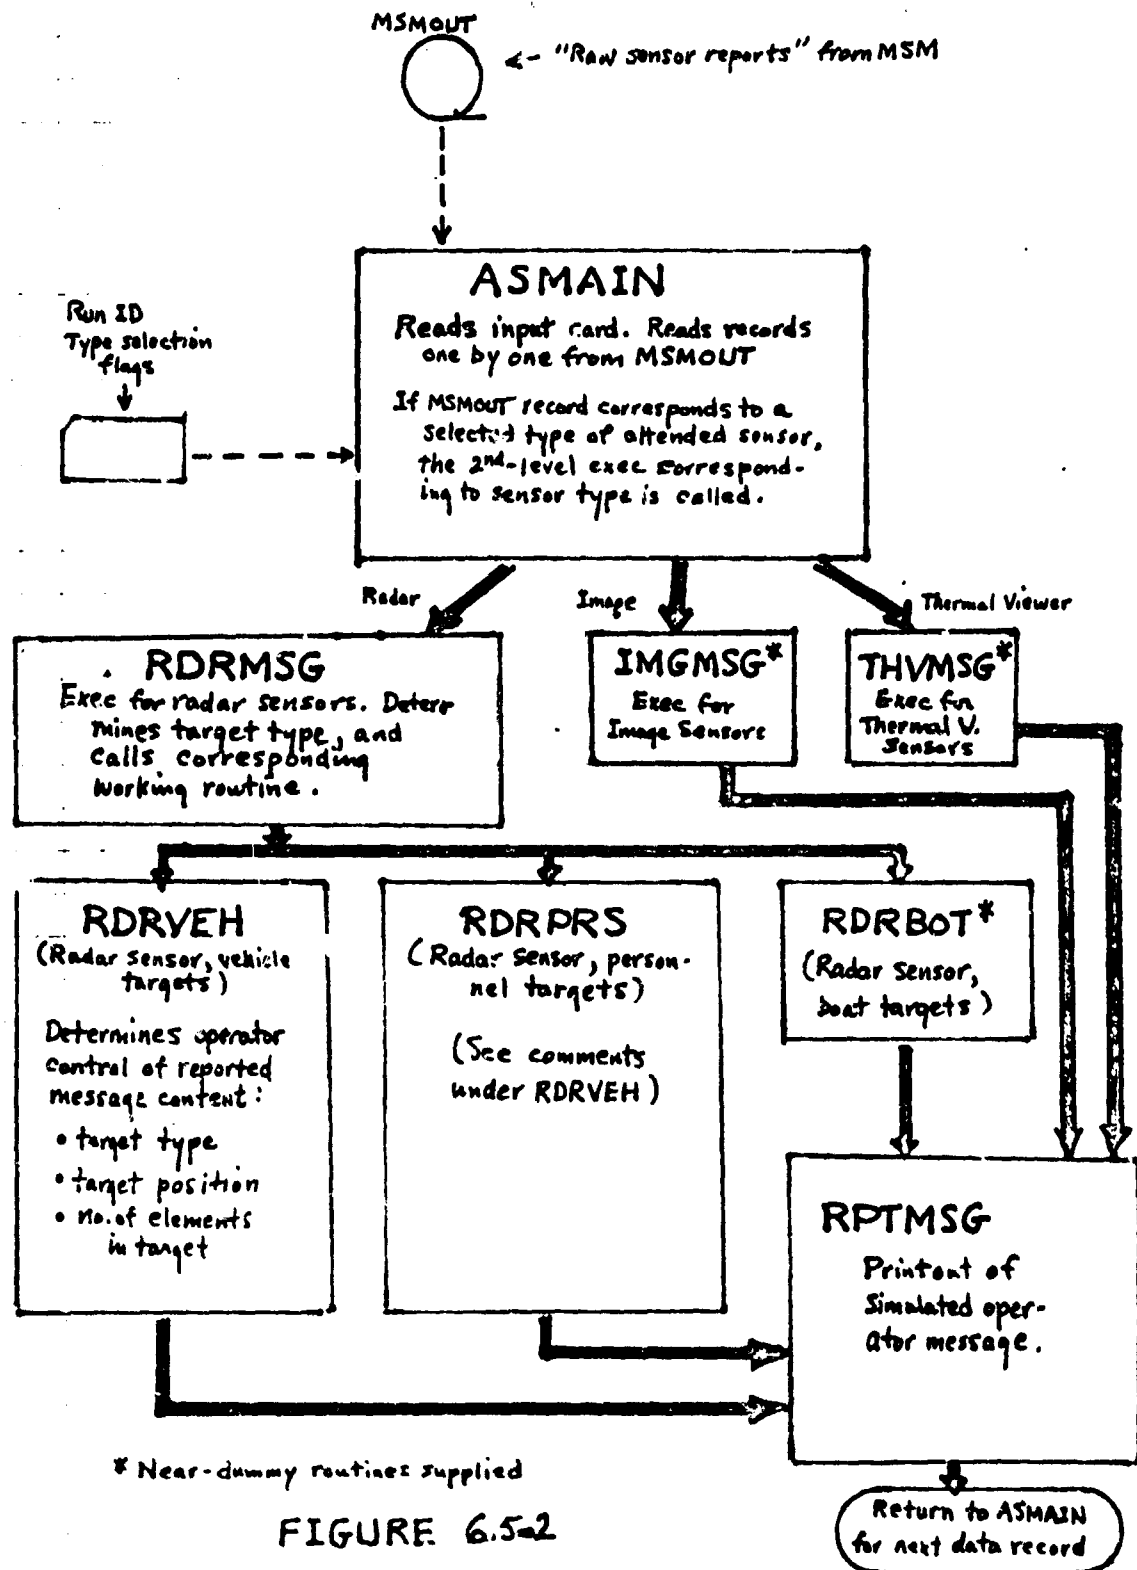 MSMOUT
"Raw sensor reports" from MSM
ASMAIN
Reads input card. Reads records
one by one from MSMOUT
If MSMOUT record corresponds to a
selected type of attended sensor,
the 2nd-level exec correspond-
ing to sensor type is called.
Run ID
Type selection
flags
Radar
Image
Thermal Viewer
RDRMSG
Exec for radar sensors. Deter
mines target type, and
calls corresponding
working routine.
IMGMSG*
Exec for
Image Sensors
THVMSG*
Exec for
Thermal V.
Sensors
RDRVEH
(Radar sensor, vehicle
targets)
Determines operator
control of reported
message content:
• target type
• target position
• no. of elements
in target
RDRPRS
(Radar sensor, person-
nel targets)
(See comments
under RDRVEH)
RDRBOT*
(Radar sensor,
boat targets)
RPTMSG
Printout of
Simulated oper-
ator message.
* Near-dummy routines supplied
FIGURE 6.5-2
Return to ASMAIN
for next data record